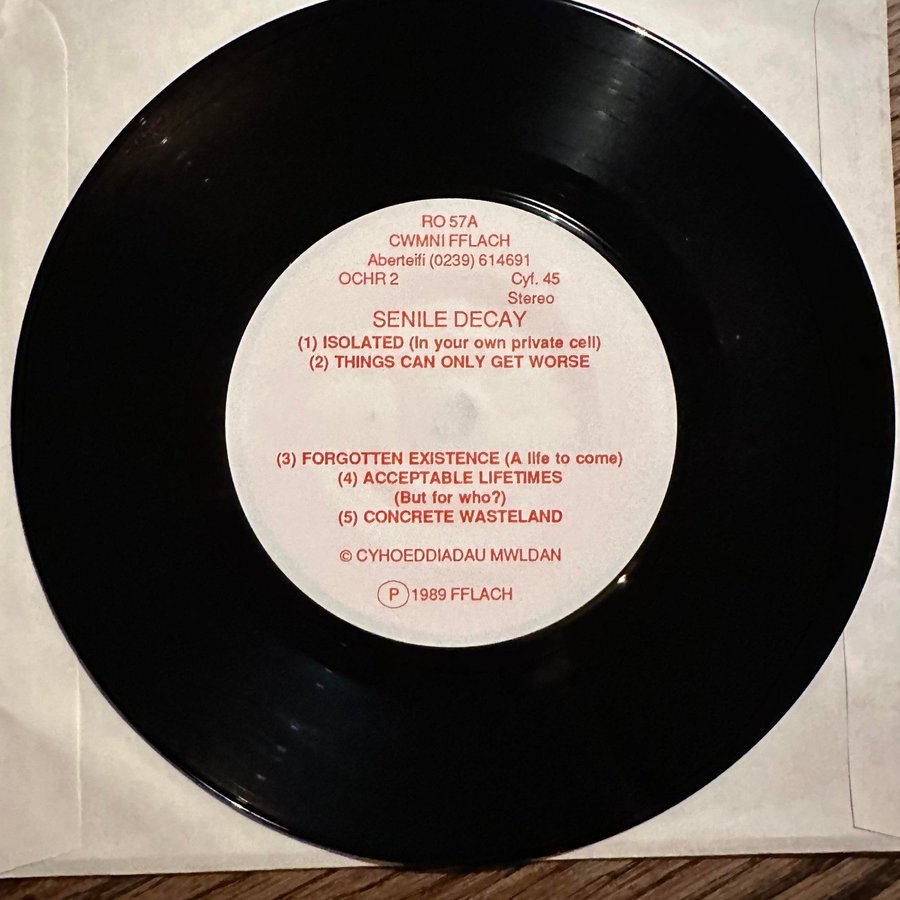 RO 57A
CWMNI FFLACH
Aberteifi (0239) 614691
OCHR 2 Cyf. 45
Stereo
SENILE DECAY
(1) ISOLATED (In your own private cell)
(2) THINGS CAN ONLY GET WORSE
(3) FORGOTTEN EXISTENCE (A life to come)
(4) ACCEPTABLE LIFETIMES
(But for who?)
(5) CONCRETE WASTELAND
© CYHOEDDIADAU MWLDAN
Ⓟ 1989 FFLACH